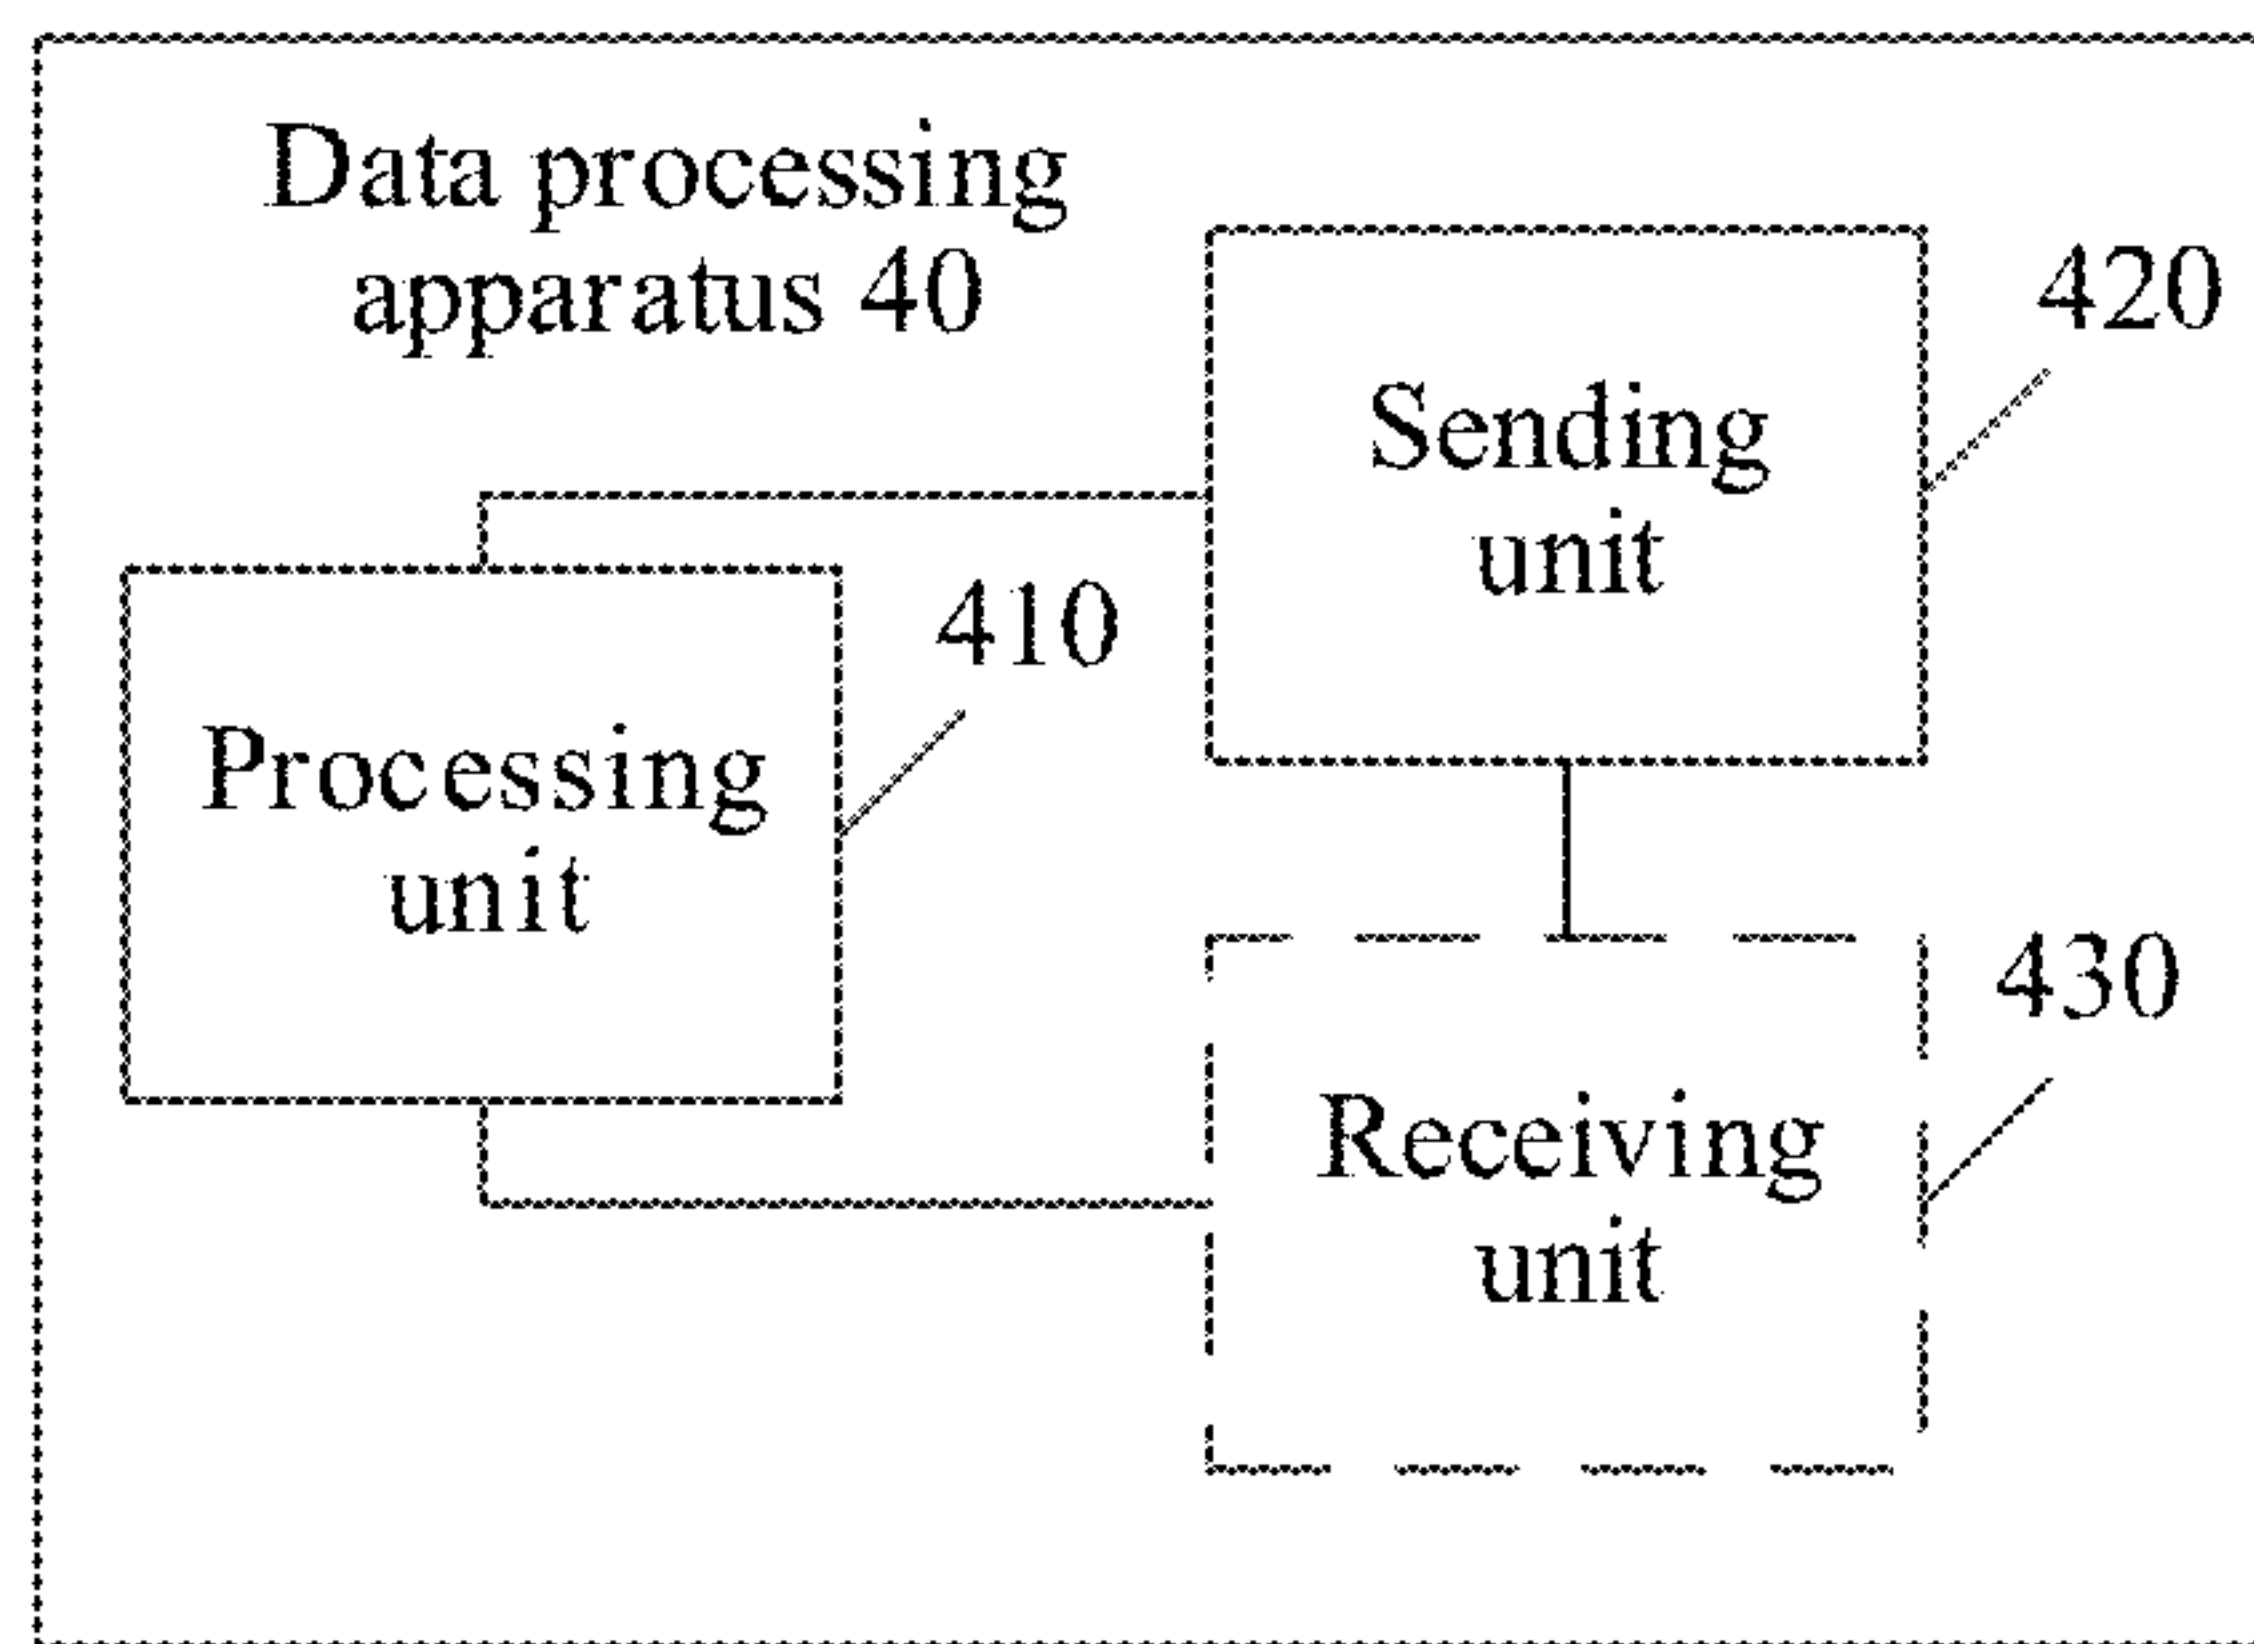 Data processing
apparatus 40
420
Sending
unit
410
Processing
unit
430
Receiving
unit